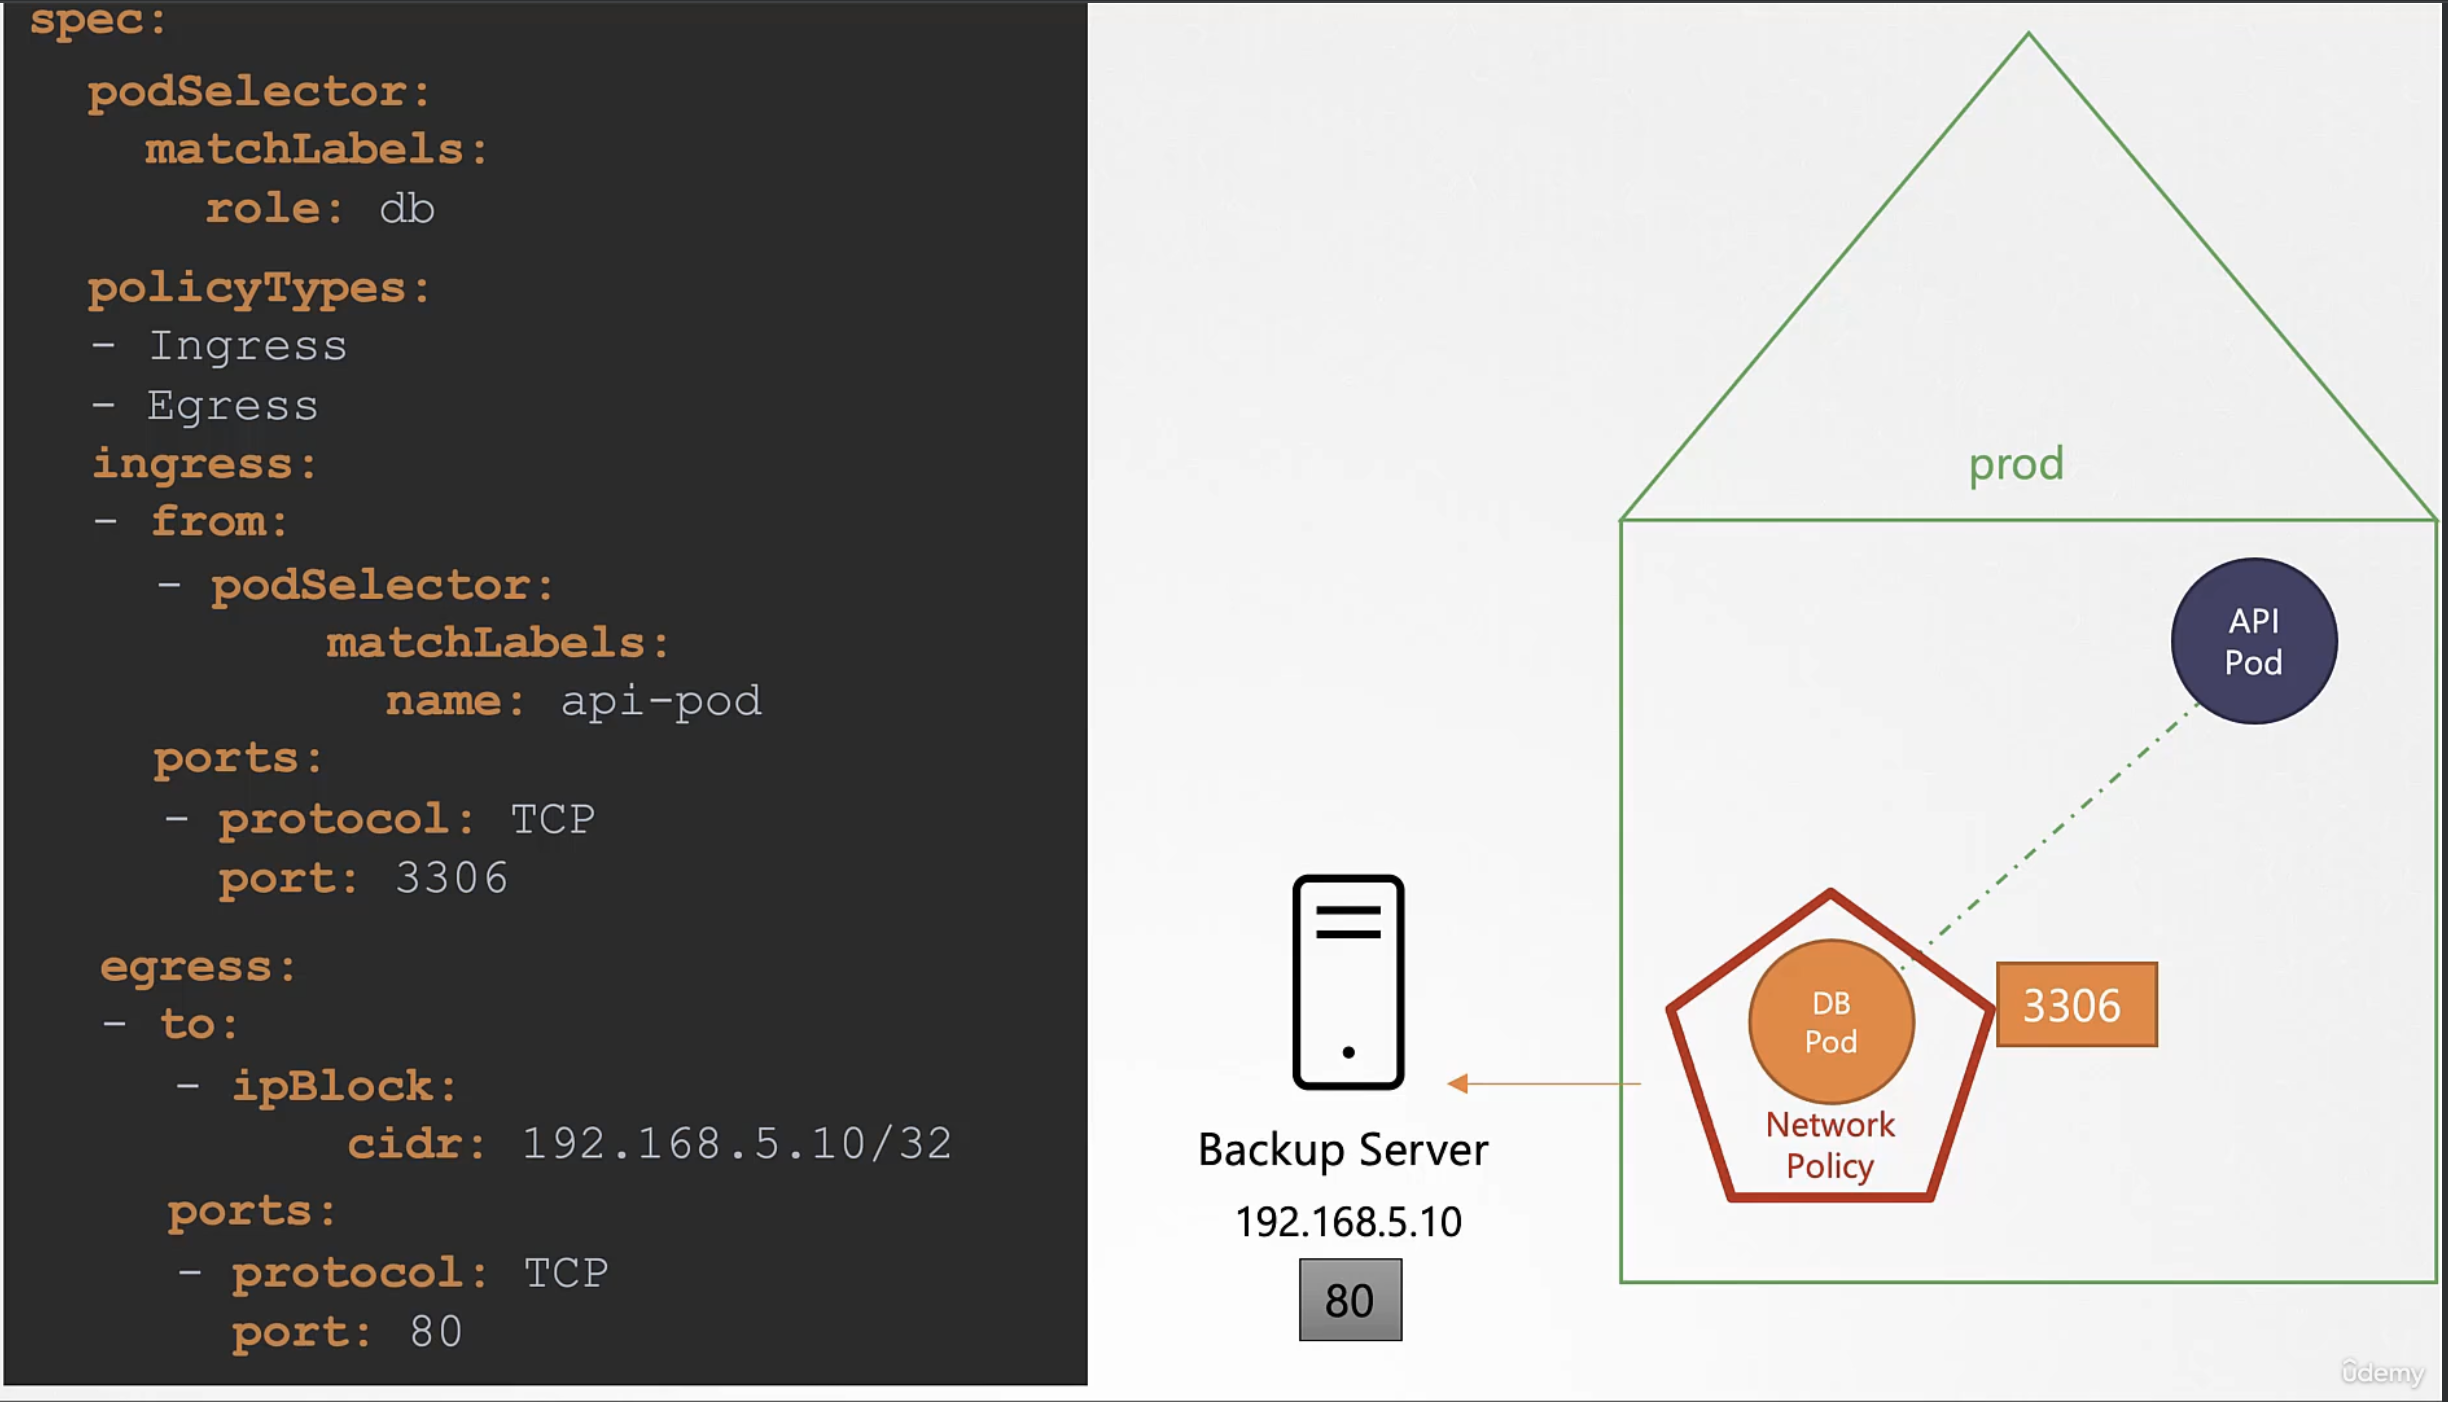 spec:
podSelector:
matchLabels:
role: db
policyTypes:
- Ingress
- Egress
ingress:
- from:
- podSelector:
matchLabels:
name: api-pod
ports:
- protocol: TCP
port: 3306
egress:
- to:
- ipBlock:
cidr: 192.168.5.10/32
ports:
- protocol: TCP
port: 80
prod
API
Pod
DB
Pod
3306
Network
Policy
Backup Server
192.168.5.10
80
ûdemy